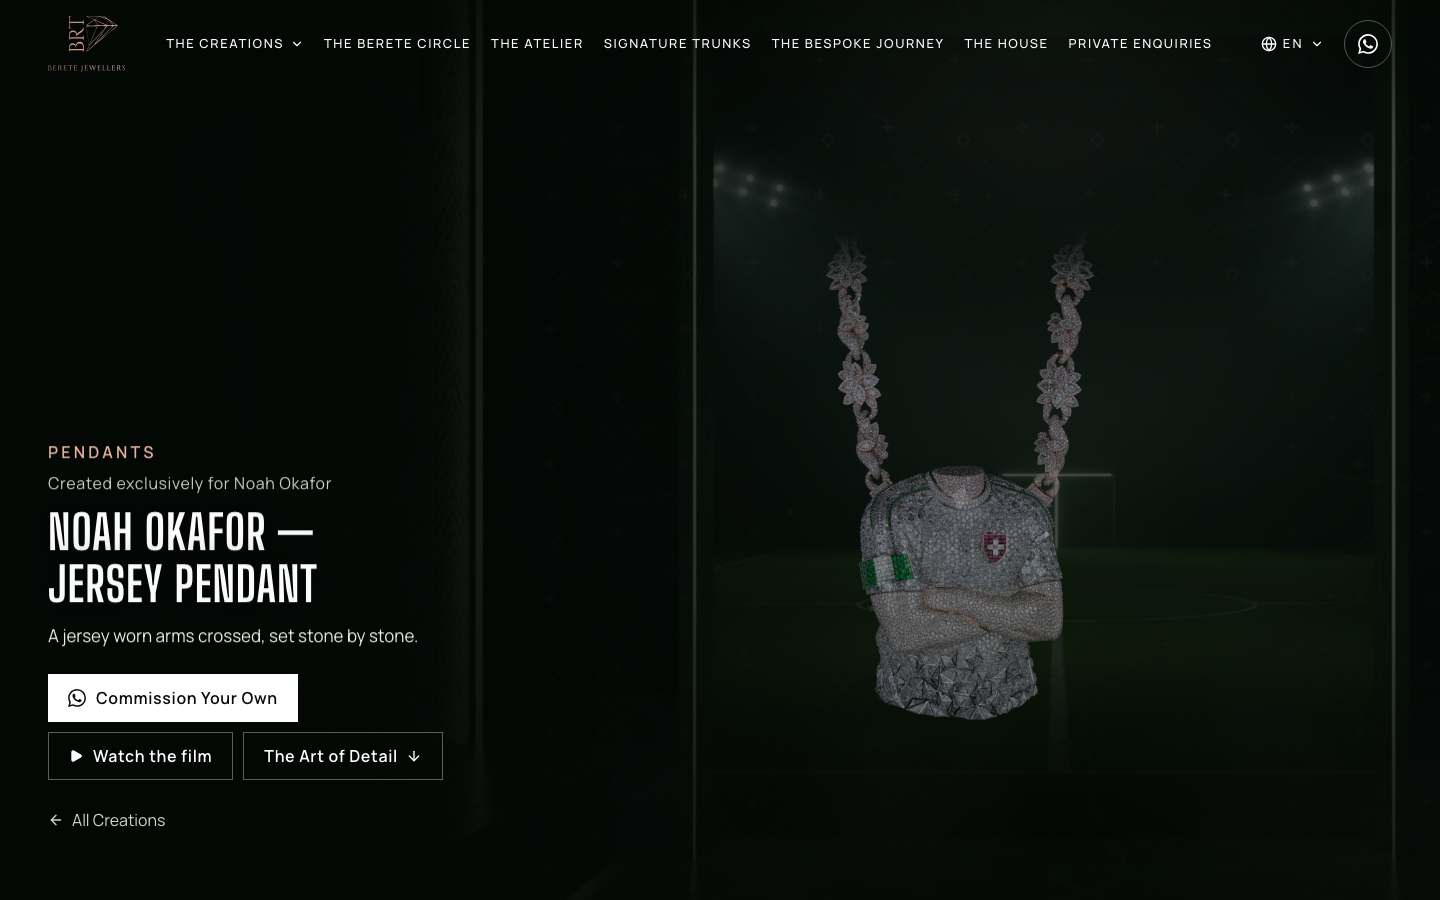 BRT
BERETE JEWELLERS
THE CREATIONS
THE BERETE CIRCLE
THE ATELIER
SIGNATURE TRUNKS
THE BESPOKE JOURNEY
THE HOUSE
PRIVATE ENQUIRIES
EN
PENDANTS
Created exclusively for Noah Okafor
NOAH OKAFOR —
JERSEY PENDANT
A jersey worn arms crossed, set stone by stone.
Commission Your Own
Watch the film
The Art of Detail
All Creations